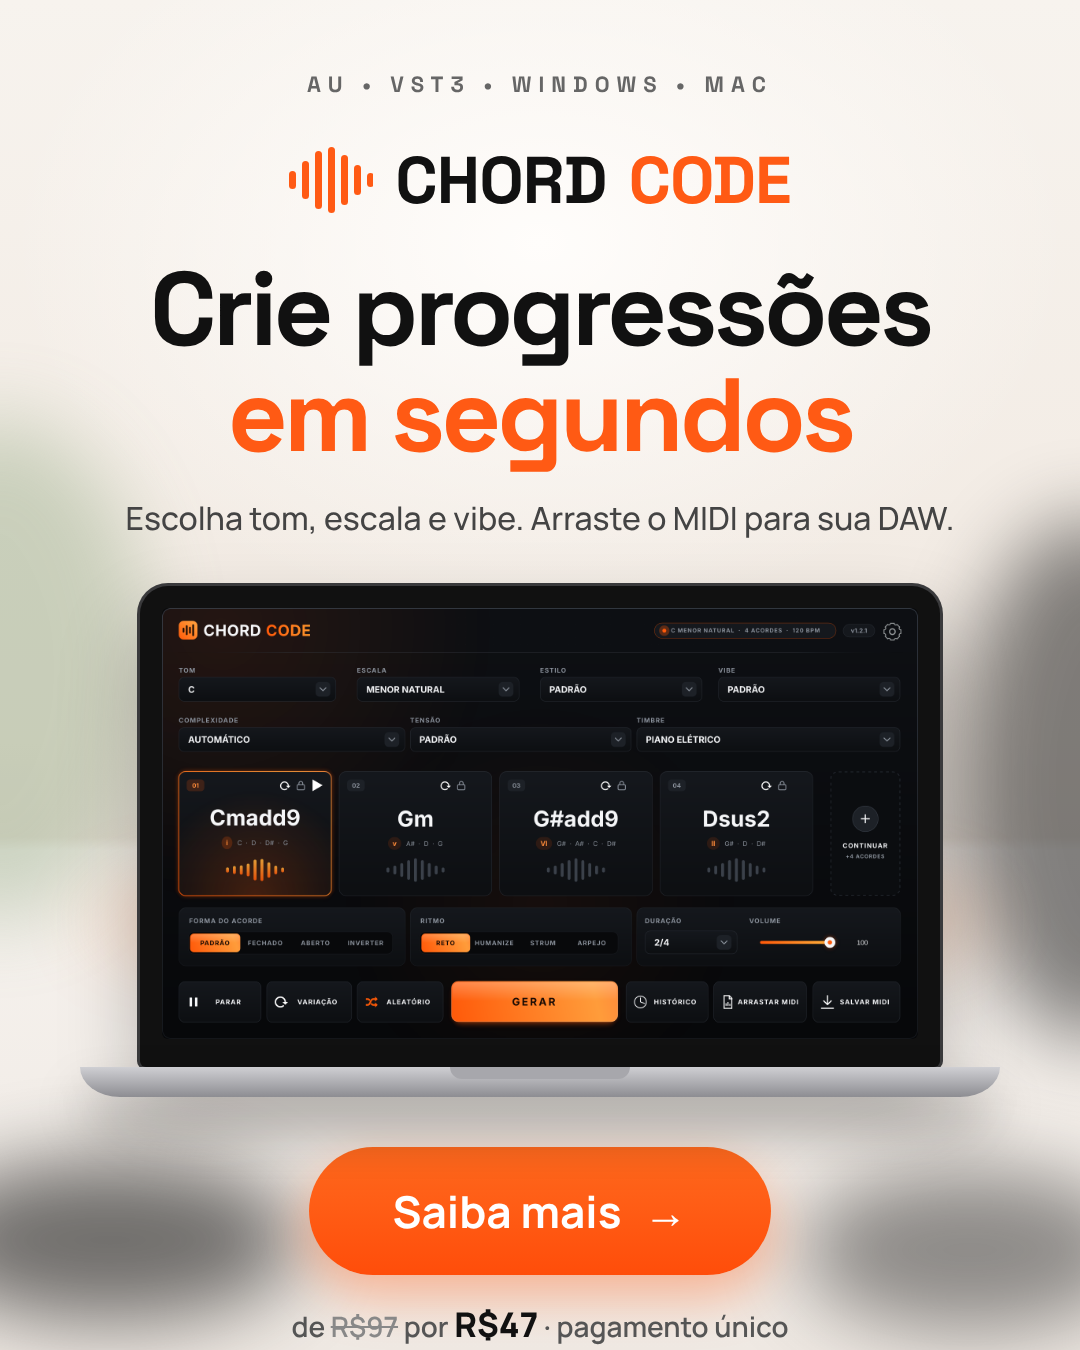 AU • VST3 • WINDOWS • MAC
CHORD CODE
Crie progressões
em segundos
Escolha tom, escala e vibe. Arraste o MIDI para sua DAW.
CHORD CODE
C MENOR NATURAL · 4 ACORDES · 120 BPM
v1.2.1
TOM
ESCALA
ESTILO
VIBE
C
MENOR NATURAL
PADRÃO
PADRÃO
COMPLEXIDADE
TENSÃO
TIMBRE
AUTOMÁTICO
PADRÃO
PIANO ELÉTRICO
01
Cmadd9
i C · D · D# · G
02
Gm
v A# · D · G
03
G#add9
VI G# · A# · C · D#
04
Dsus2
ii G# · D · D#
+
CONTINUAR
+4 ACORDES
FORMA DO ACORDE
PADRÃO FECHADO ABERTO INVERTER
RITMO
RETO HUMANIZE STRUM ARPEJO
DURAÇÃO
2/4
VOLUME
100
PARAR
VARIAÇÃO
ALEATÓRIO
GERAR
HISTÓRICO
ARRASTAR MIDI
SALVAR MIDI
Saiba mais →
de R$97 por R$47 · pagamento único